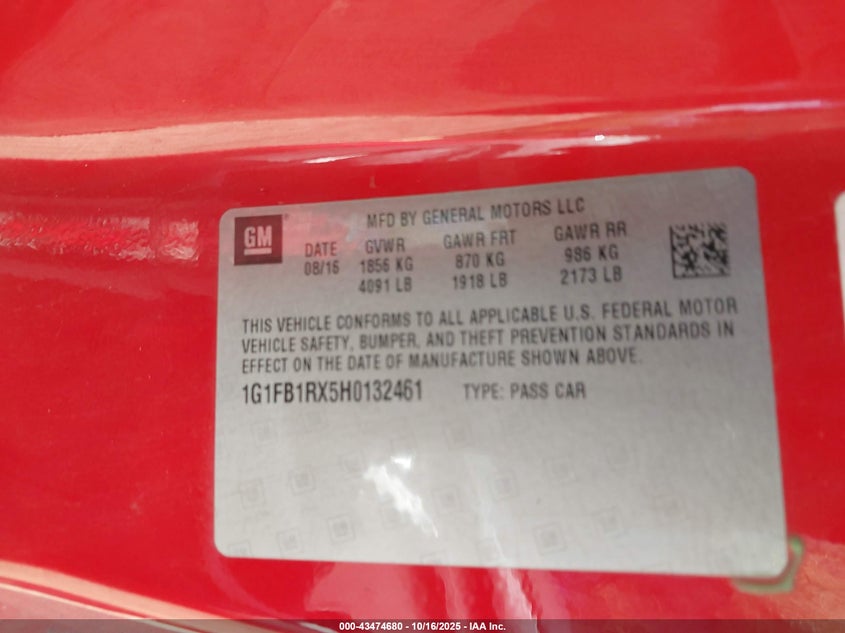 GM
MFD BY GENERAL MOTORS LLC
DATE GVWR GAWR FRT GAWR RR
08/16 1856 KG 870 KG 986 KG
4091 LB 1918 LB 2173 LB
THIS VEHICLE CONFORMS TO ALL APPLICABLE U.S. FEDERAL MOTOR
VEHICLE SAFETY, BUMPER, AND THEFT PREVENTION STANDARDS IN
EFFECT ON THE DATE OF MANUFACTURE SHOWN ABOVE.
1G1FB1RX5H0132461 TYPE: PASS CAR
000-43474680 - 10/16/2025 - IAA Inc.